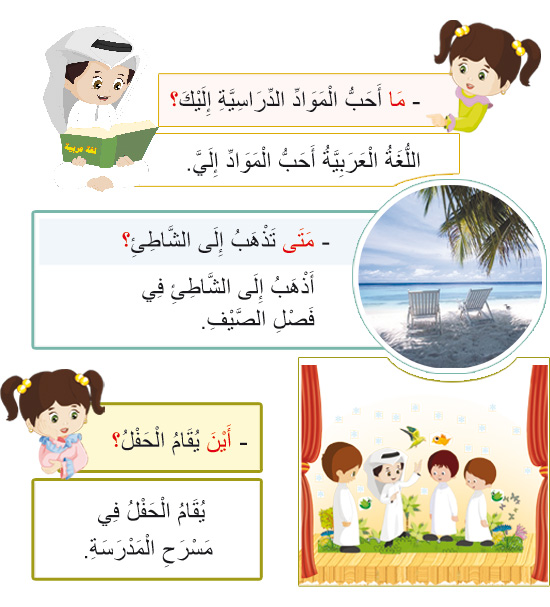 - مَا أَحَبُّ الْمَوَادِّ الدِّرَاسِيَّةِ إِلَيْكَ؟
لغة عربية
اللُّغَةُ الْعَرَبِيَّةُ أَحَبُّ الْمَوَادِّ إِلَيَّ.
- مَتَى تَذْهَبُ إِلَى الشَّاطِئِ؟
أَذْهَبُ إِلَى الشَّاطِئِ فِي
فَصْلِ الصَّيْفِ.
- أَيْنَ يُقَامُ الْحَفْلُ؟
يُقَامُ الْحَفْلُ فِي
مَسْرَحِ الْمَدْرَسَةِ.